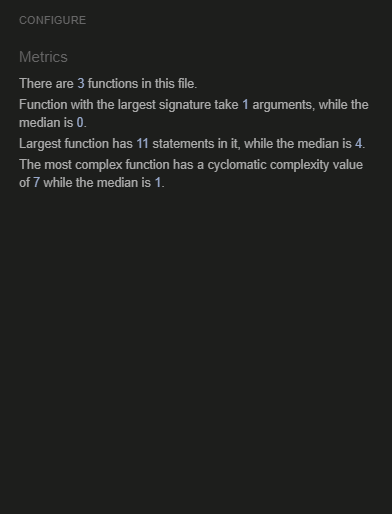 CONFIGURE
Metrics
There are 3 functions in this file.
Function with the largest signature take 1 arguments, while the
median is 0.
Largest function has 11 statements in it, while the median is 4.
The most complex function has a cyclomatic complexity value
of 7 while the median is 1.